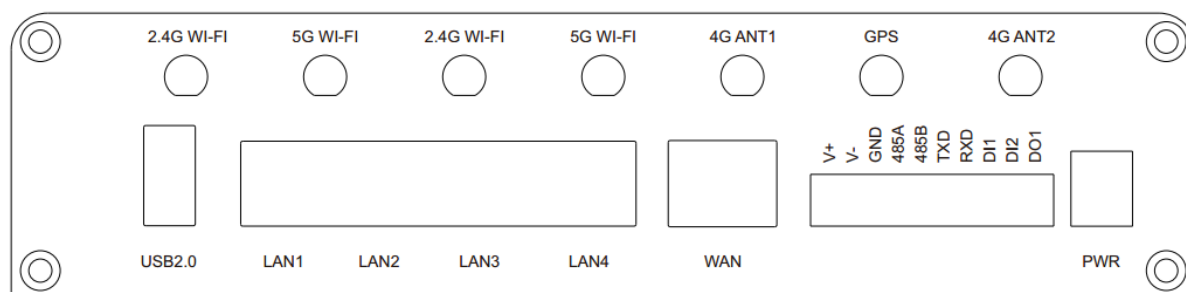 2.4G WI-FI 5G WI-FI 2.4G WI-FI 5G WI-FI 4G ANT1 GPS 4G ANT2
V+ V- GND 485A 485B TXD RXD DI1 DI2 DO1
USB2.0 LAN1 LAN2 LAN3 LAN4 WAN PWR